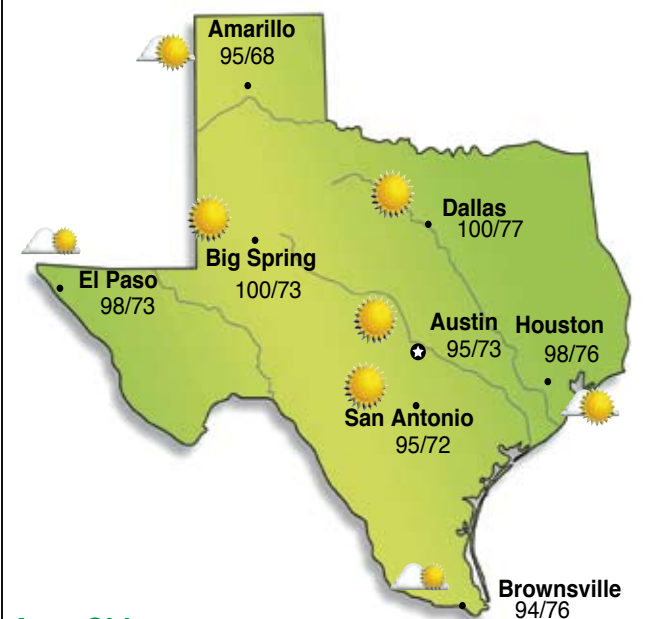 Amarillo
95/68
Dallas
100/77
Big Spring
100/73
El Paso
98/73
Austin
95/73
Houston
98/76
San Antonio
95/72
Brownsville
94/76